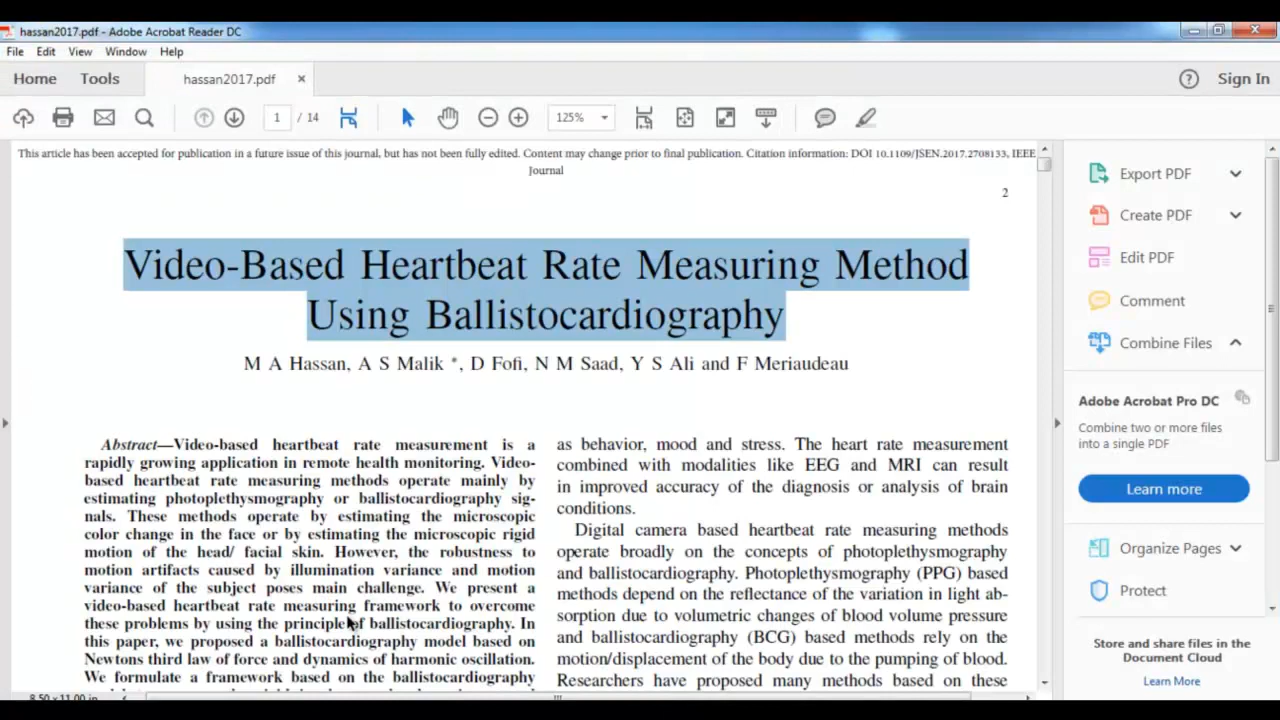 hassan2017.pdf - Adobe Acrobat Reader DC
File Edit View Window Help
Home Tools hassan2017.pdf × Sign In
1 / 14 125%
This article has been accepted for publication in a future issue of this journal, but has not been fully edited. Content may change prior to final publication. Citation information: DOI 10.1109/JSEN.2017.2708133, IEEE
Journal
2
Video-Based Heartbeat Rate Measuring Method
Using Ballistocardiography
M A Hassan, A S Malik *, D Fofi, N M Saad, Y S Ali and F Meriaudeau
Abstract—Video-based heartbeat rate measurement is a
rapidly growing application in remote health monitoring. Video-
based heartbeat rate measuring methods operate mainly by
estimating photoplethysmography or ballistocardiography sig-
nals. These methods operate by estimating the microscopic
color change in the face or by estimating the microscopic rigid
motion of the head/ facial skin. However, the robustness to
motion artifacts caused by illumination variance and motion
variance of the subject poses main challenge. We present a
video-based heartbeat rate measuring framework to overcome
these problems by using the principle of ballistocardiography. In
this paper, we proposed a ballistocardiography model based on
Newtons third law of force and dynamics of harmonic oscillation.
We formulate a framework based on the ballistocardiography
as behavior, mood and stress. The heart rate measurement
combined with modalities like EEG and MRI can result
in improved accuracy of the diagnosis or analysis of brain
conditions.
Digital camera based heartbeat rate measuring methods
operate broadly on the concepts of photoplethysmography
and ballistocardiography. Photoplethysmography (PPG) based
methods depend on the reflectance of the variation in light ab-
sorption due to volumetric changes of blood volume pressure
and ballistocardiography (BCG) based methods rely on the
motion/displacement of the body due to the pumping of blood.
Researchers have proposed many methods based on these
8.50 x 11.00 in
Export PDF
Create PDF
Edit PDF
Comment
Combine Files
Adobe Acrobat Pro DC
Combine two or more files
into a single PDF
Learn more
Organize Pages
Protect
Store and share files in the
Document Cloud
Learn More